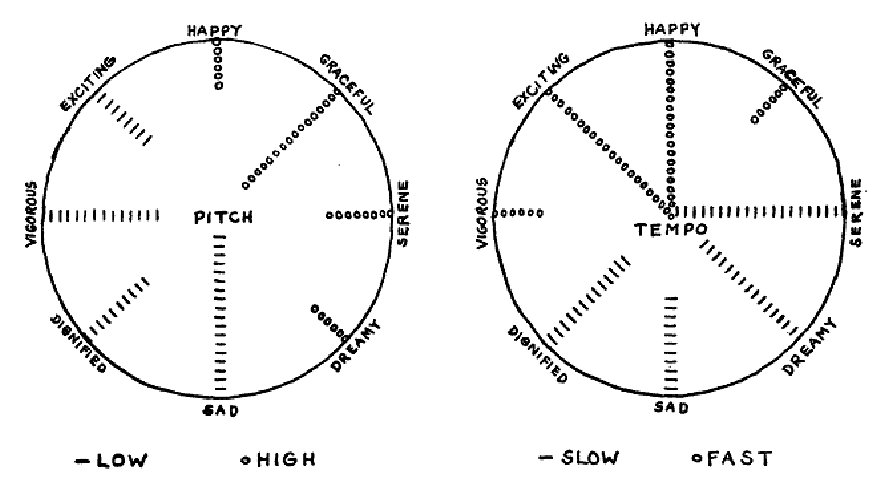 HAPPY
EXCITING
GRACEFUL
VIGOROUS
PITCH
SERENE
DIGNIFIED
DREAMY
SAD
– LOW o HIGH
HAPPY
EXCITING
GRACEFUL
VIGOROUS
TEMPO
SERENE
DIGNIFIED
DREAMY
SAD
– SLOW o FAST